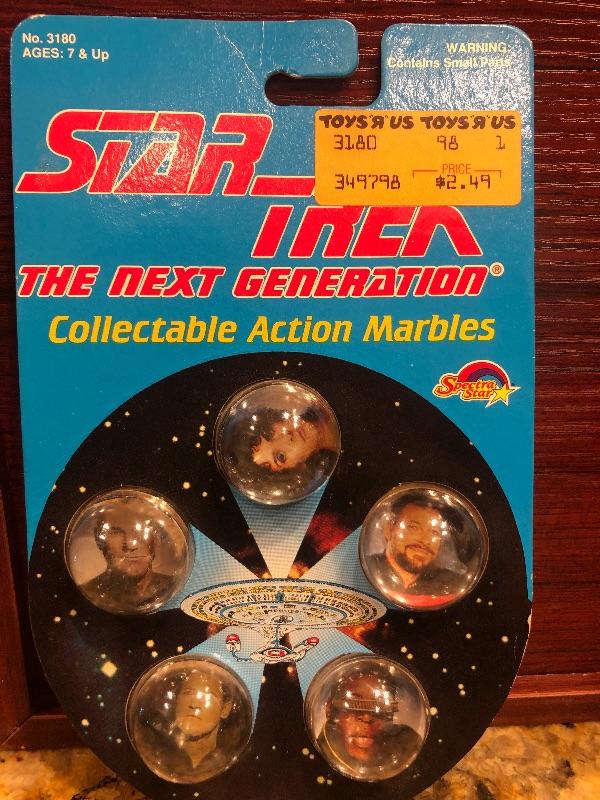 No. 3180
AGES: 7 & Up
WARNING:
Contains Small Parts
TOYS "R" US TOYS "R" US
3180 98 1
PRICE
349798 $2.49
STAR
TREK
THE NEXT GENERATION®
Collectable Action Marbles
Spectra
Star